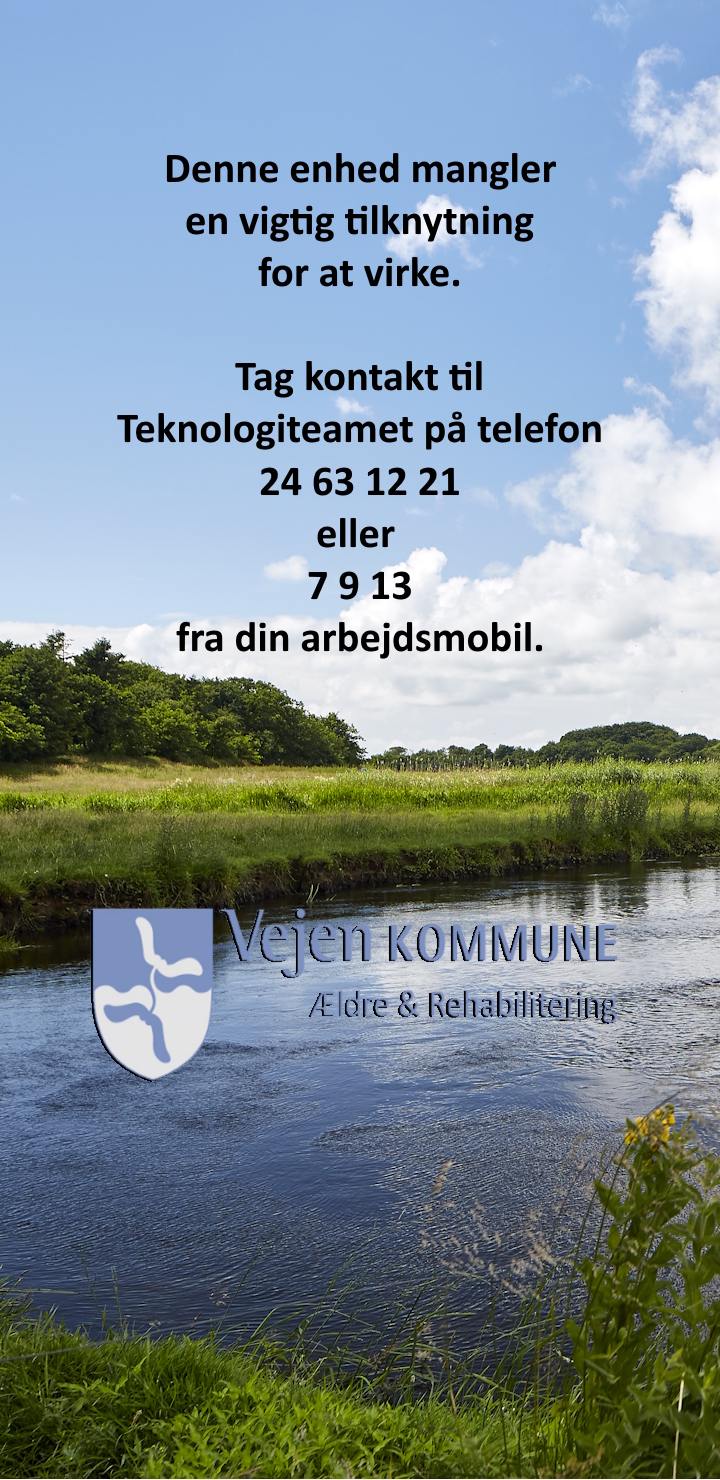 Denne enhed mangler
en vigtig tilknytning
for at virke.
Tag kontakt til
Teknologiteamet på telefon
24 63 12 21
eller
7 9 13
fra din arbejdsmobil.
Vejen KOMMUNE
Ældre & Rehabilitering